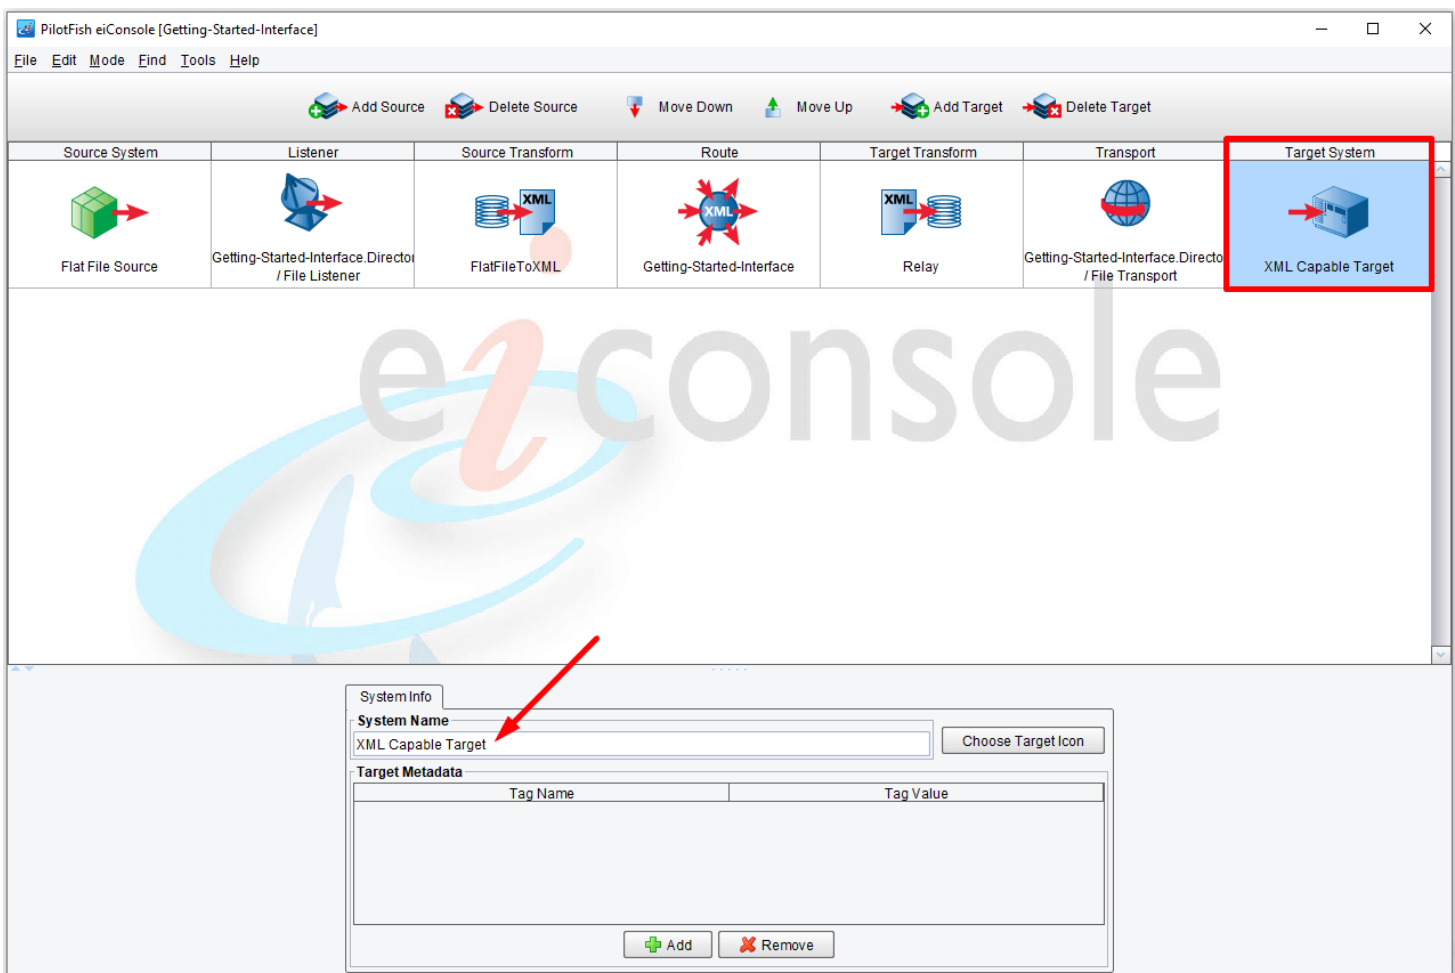 PilotFish eiConsole [Getting-Started-Interface]
File Edit Mode Find Tools Help
Add Source Delete Source Move Down Move Up Add Target Delete Target
Source System Listener Source Transform Route Target Transform Transport Target System
XML XML XML
Flat File Source Getting-Started-Interface.Director FlatFileToXML Getting-Started-Interface Relay Getting-Started-Interface.Directo XML Capable Target
/ File Listener / File Transport
eiconsole
System Info
System Name
XML Capable Target Choose Target Icon
Target Metadata
Tag Name Tag Value
Add Remove